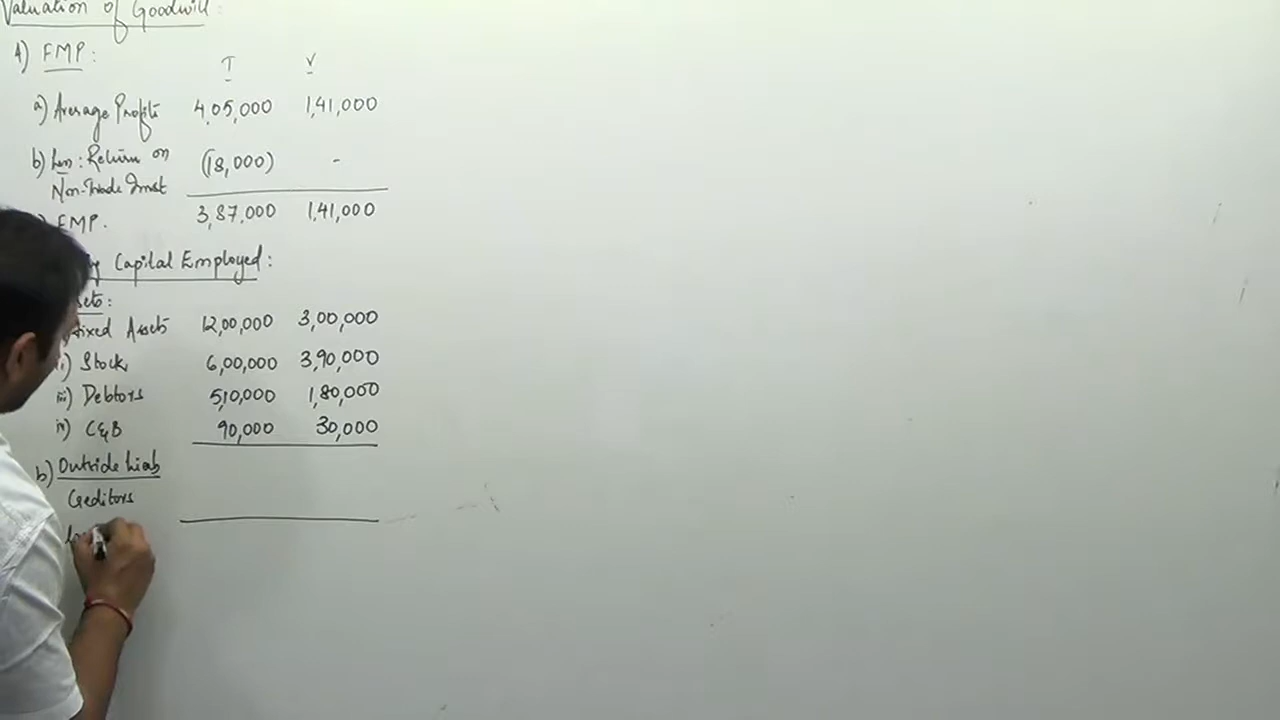 Valuation of Goodwill:
1) FMP:
T V
a) Average Profits 4,05,000 1,41,000
b) Less: Return on (18,000) -
Non-Trade Invst
FMP. 3,87,000 1,41,000
Capital Employed:
Fixed Assets 12,00,000 3,00,000
Stock 6,00,000 3,90,000
iii) Debtors 5,10,000 1,80,000
iv) C&B 90,000 30,000
b) Outside Liab
Creditors